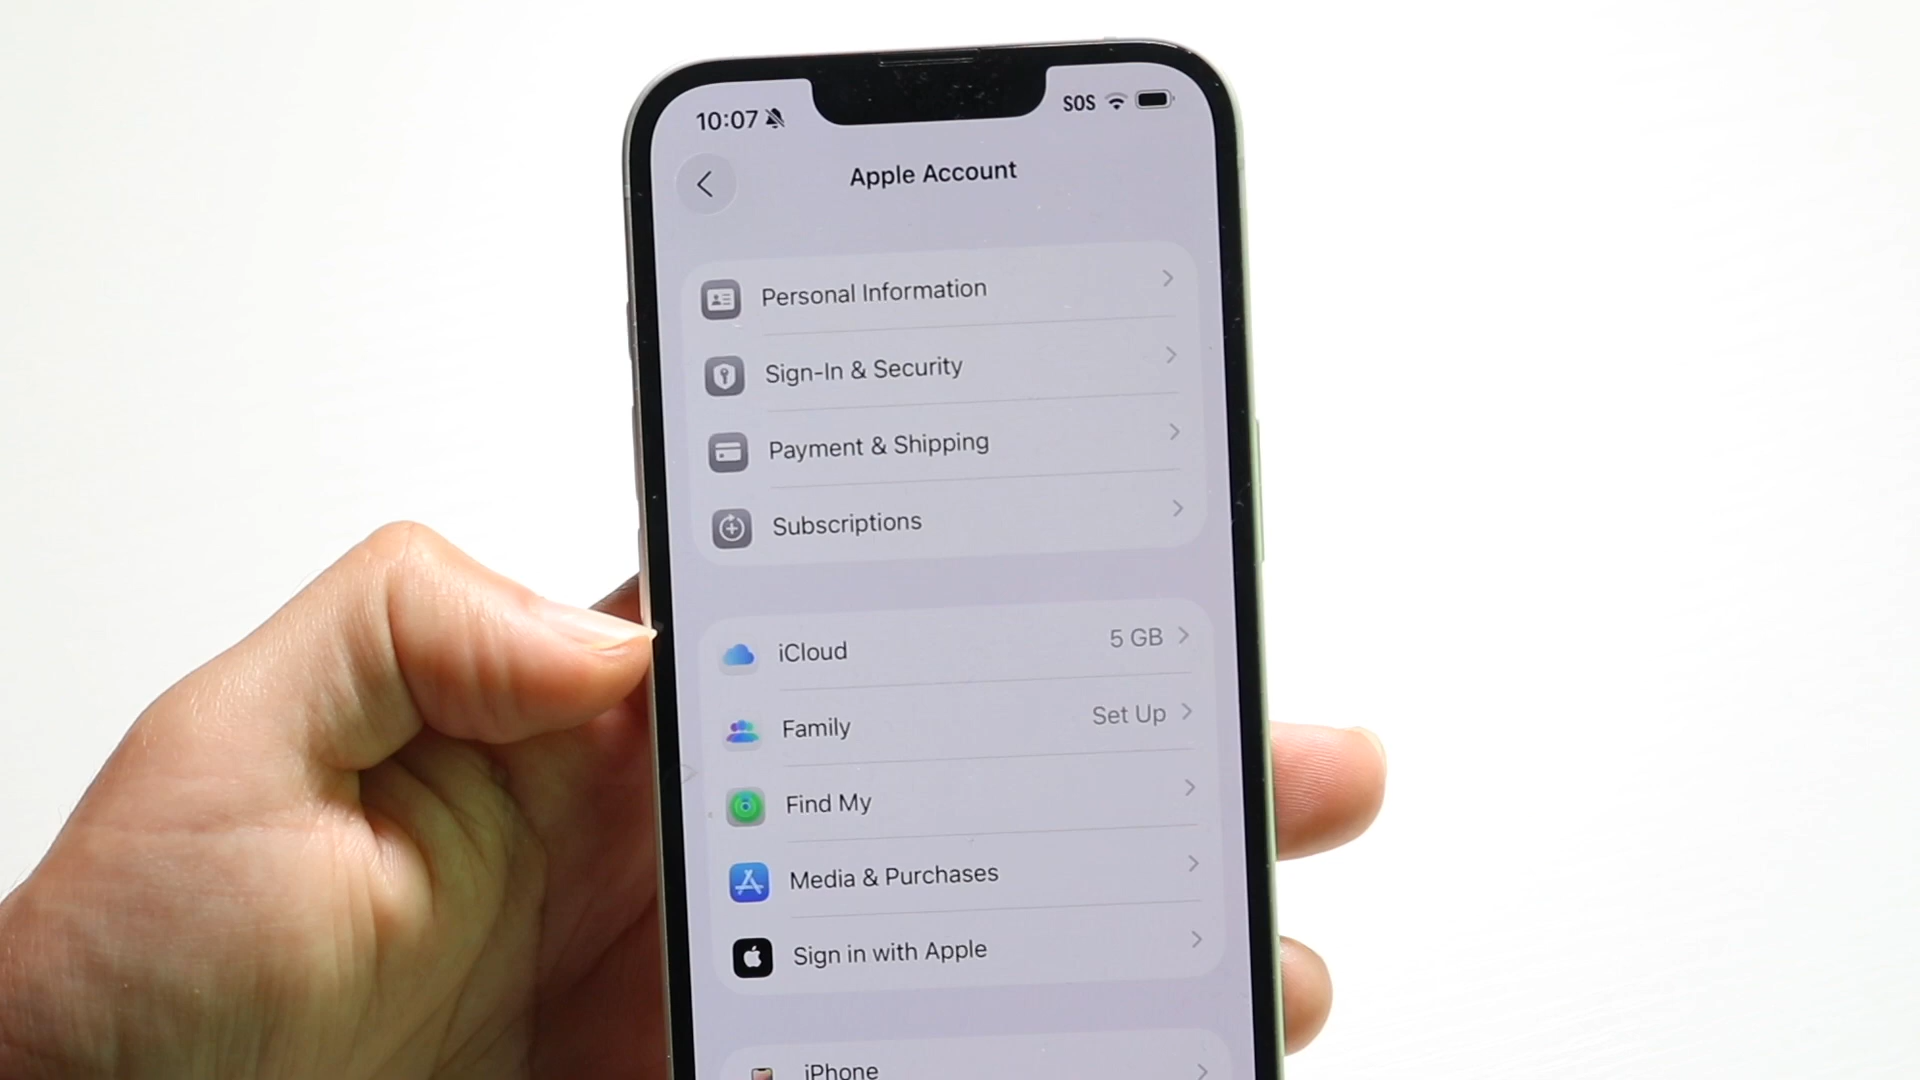 10:07
SOS
Apple Account
Personal Information
Sign-In & Security
Payment & Shipping
Subscriptions
iCloud 5 GB
Family Set Up
Find My
Media & Purchases
Sign in with Apple
iPhone